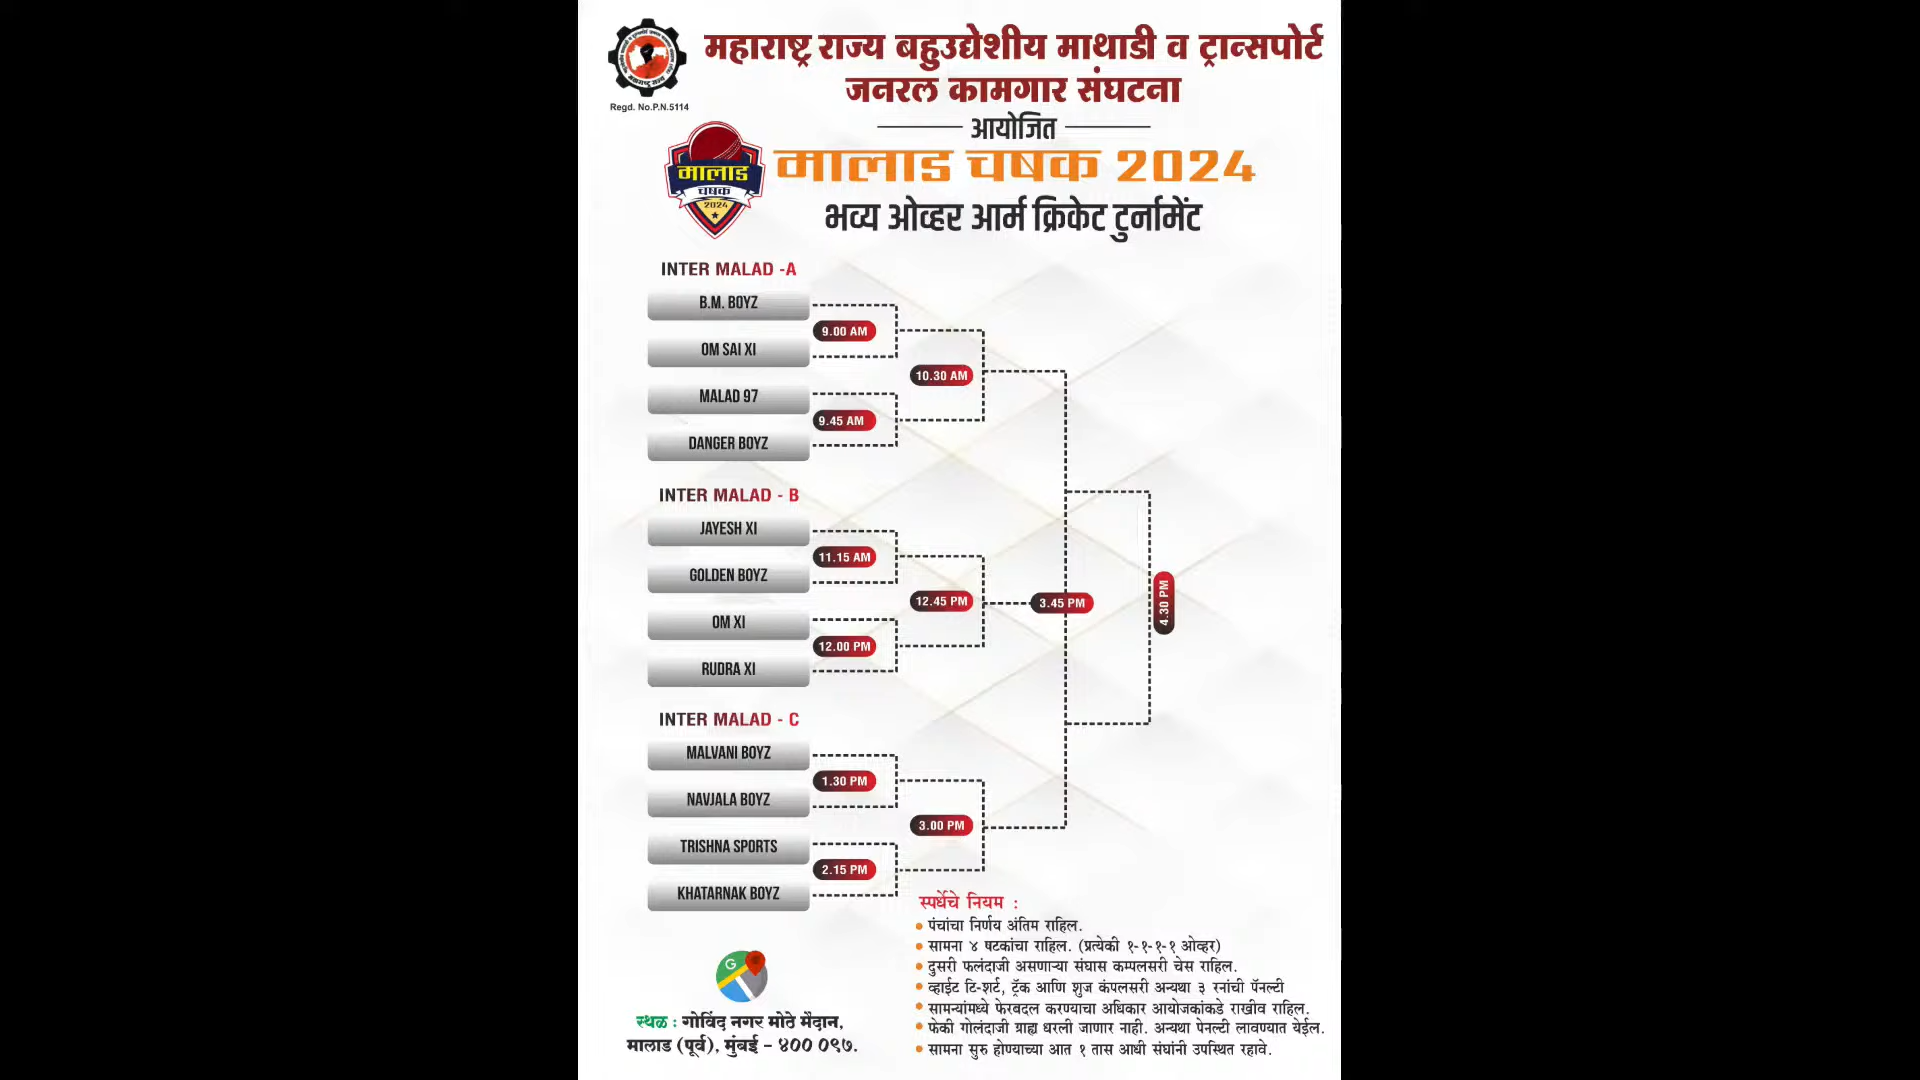 महाराष्ट्र राज्य बहुउद्येशीय माथाडी व ट्रान्सपोर्ट
जनरल कामगार संघटना
Regd. No.P.N.5114
आयोजित
मालाड चषक 2024
मालाड
चषक
2024
भव्य ओव्हर आर्म क्रिकेट टुर्नामेंट
INTER MALAD -A
B.M. BOYZ
9.00 AM
OM SAI XI
10.30 AM
MALAD 97
9.45 AM
DANGER BOYZ
INTER MALAD - B
JAYESH XI
11.15 AM
GOLDEN BOYZ
12.45 PM
3.45 PM
4.30 PM
OM XI
12.00 PM
RUDRA XI
INTER MALAD - C
MALVANI BOYZ
1.30 PM
NAVJALA BOYZ
3.00 PM
TRISHNA SPORTS
2.15 PM
KHATARNAK BOYZ
स्पर्धेचे नियम :
पंचांचा निर्णय अंतिम राहिल.
सामना ४ षटकांचा राहिल. (प्रत्येकी १-१-१-१ ओव्हर)
दुसरी फलंदाजी असणाऱ्या संघास कम्पलसरी चेस राहिल.
व्हाईट टि-शर्ट, ट्रॅक आणि शुज कंपलसरी अन्यथा ३ रनांची पॅनल्टी
सामन्यांमध्ये फेरबदल करण्याचा अधिकार आयोजकांकडे राखीव राहिल.
फेकी गोलंदाजी ग्राह्य धरली जाणार नाही. अन्यथा पेनल्टी लावण्यात येईल.
सामना सुरु होण्याच्या आत १ तास आधी संघांनी उपस्थित रहावे.
G
स्थळ : गोविंद नगर मोठे मैदान,
मालाड (पूर्व), मुंबई - ४०० ०९७.